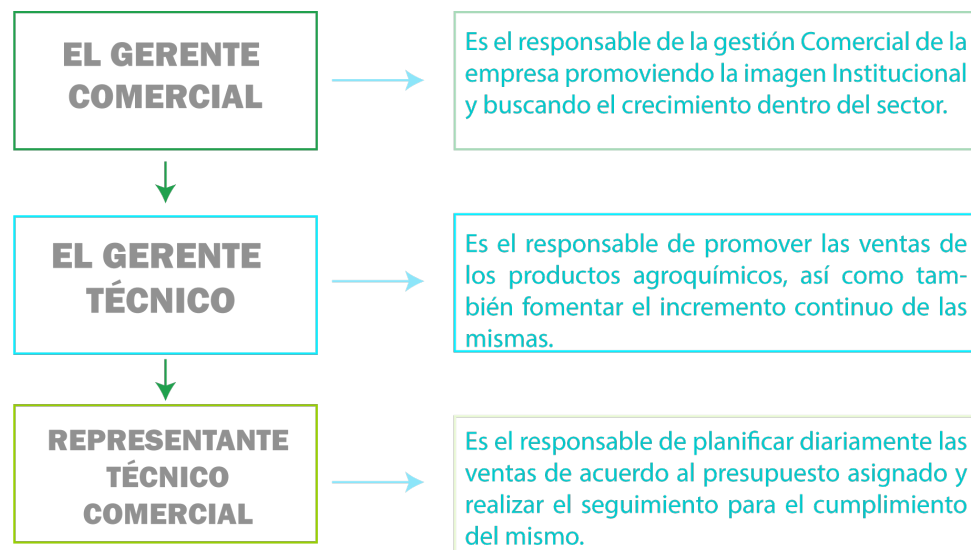 EL GERENTE
COMERCIAL
Es el responsable de la gestión Comercial de la
empresa promoviendo la imagen Institucional
y buscando el crecimiento dentro del sector.
EL GERENTE
TÉCNICO
Es el responsable de promover las ventas de
los productos agroquímicos, así como tam-
bién fomentar el incremento continuo de las
mismas.
REPRESENTANTE
TÉCNICO
COMERCIAL
Es el responsable de planificar diariamente las
ventas de acuerdo al presupuesto asignado y
realizar el seguimiento para el cumplimiento
del mismo.